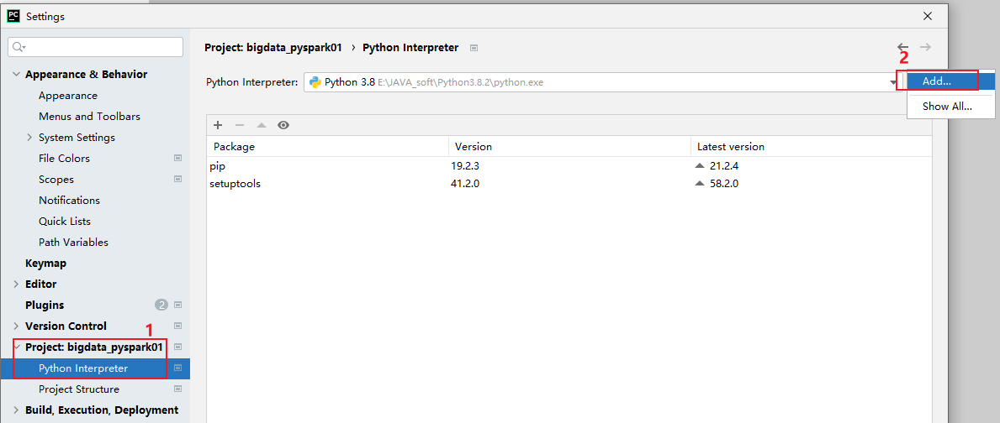 PC Settings
Appearance & Behavior
Appearance
Menus and Toolbars
System Settings
File Colors
Scopes
Notifications
Quick Lists
Path Variables
Keymap
Editor
Plugins 2
Version Control
1
Project: bigdata_pyspark01
Python Interpreter
Project Structure
Build, Execution, Deployment
Project: bigdata_pyspark01 › Python Interpreter
2
Python Interpreter: Python 3.8 E:\JAVA_soft\Python3.8.2\python.exe
Add...
Show All...
Package Version Latest version
pip 19.2.3 21.2.4
setuptools 41.2.0 58.2.0